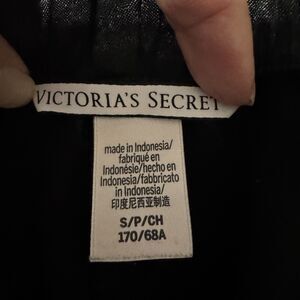 VICTORIA'S SECRET
made in Indonesia/
fabriqué en
Indonésie/hecho en
Indonesia/fabbricato
in Indonesia/
印度尼西亚制造
S/P/CH
170/68A